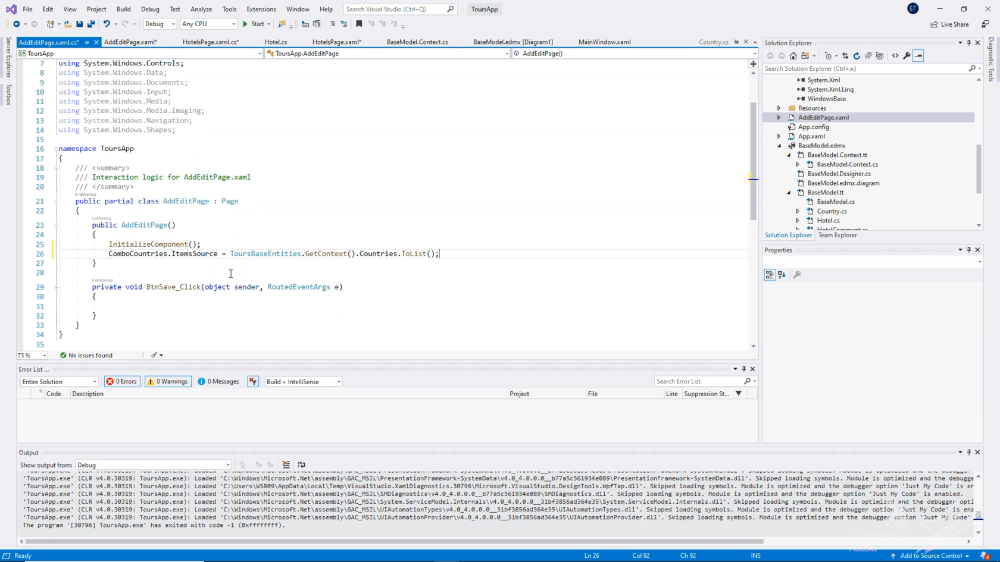 File Edit View Project Build Debug Test Analyze Tools Extensions Window Help Search Visual Studio (Ctrl+Q) ToursApp ЕГ
Debug Any CPU Start Live Share
AddEditPage.xaml.cs* AddEditPage.xaml* HotelsPage.xaml.cs* Hotel.cs HotelsPage.xaml* BaseModel.Context.cs BaseModel.edmx [Diagram1] MainWindow.xaml Country.cs
ToursApp ToursApp.AddEditPage AddEditPage()
Server Explorer
Toolbox
7 using System.Windows.Controls;
8 using System.Windows.Data;
9 using System.Windows.Documents;
10 using System.Windows.Input;
11 using System.Windows.Media;
12 using System.Windows.Media.Imaging;
13 using System.Windows.Navigation;
14 using System.Windows.Shapes;
15
16 namespace ToursApp
17 {
18 /// <summary>
19 /// Interaction logic for AddEditPage.xaml
20 /// </summary>
3 references
21 public partial class AddEditPage : Page
22 {
1 reference
23 public AddEditPage()
24 {
25 InitializeComponent();
26 ComboCountries.ItemsSource = ToursBaseEntities.GetContext().Countries.ToList();
27 }
28
0 references
29 private void BtnSave_Click(object sender, RoutedEventArgs e)
30 {
31
32 }
33 }
34 }
35
73 % No issues found
Solution Explorer
Search Solution Explorer (Ctrl+ж)
System.Xml
System.Xml.Linq
WindowsBase
Resources
AddEditPage.xaml
App.config
App.xaml
BaseModel.edmx
BaseModel.Context.tt
BaseModel.Context.cs
BaseModel.Designer.cs
BaseModel.edmx.diagram
BaseModel.tt
BaseModel.cs
Country.cs
Hotel.cs
HotelComment.cs
Solution Explorer Team Explorer
Properties
Diagnostic Tools
Error List ...
Entire Solution 0 Errors 0 Warnings 0 Messages Build + IntelliSense Search Error List
Code Description Project File Line Suppression St...
Output
Show output from: Debug
'ToursApp.exe' (CLR v4.0.30319: ToursApp.exe): Loaded 'C:\Windows\Microsoft.Net\assembly\GAC_MSIL\PresentationFramework-SystemData\v4.0_4.0.0.0__b77a5c561934e089\PresentationFramework-SystemData.dll'. Skipped loading symbols. Module is optimized and the debugger
'ToursApp.exe' (CLR v4.0.30319: ToursApp.exe): Loaded 'C:\Users\WSR09\AppData\Local\Temp\VisualStudio.XamlDiagnostics.30796\Microsoft.VisualStudio.DesignTools.WpfTap.dll'. Skipped loading symbols. Module is optimized and the debugger option 'Just My Code' is
'ToursApp.exe' (CLR v4.0.30319: ToursApp.exe): Loaded 'C:\Windows\Microsoft.Net\assembly\GAC_MSIL\SMDiagnostics\v4.0_4.0.0.0__b77a5c561934e089\SMDiagnostics.dll'. Skipped loading symbols. Module is optimized and the debugger option 'Just My Code' is enabled.
'ToursApp.exe' (CLR v4.0.30319: ToursApp.exe): Loaded 'C:\Windows\Microsoft.Net\assembly\GAC_MSIL\System.ServiceModel.Internals\v4.0_4.0.0.0__31bf3856ad364e35\System.ServiceModel.Internals.dll'. Skipped loading symbols. Module is optimized and the debugger op
'ToursApp.exe' (CLR v4.0.30319: ToursApp.exe): Loaded 'C:\Windows\Microsoft.Net\assembly\GAC_MSIL\UIAutomationTypes\v4.0_4.0.0.0__31bf3856ad364e35\UIAutomationTypes.dll'. Skipped loading symbols. Module is optimized and the debugger option 'Just My Code' is ena
'ToursApp.exe' (CLR v4.0.30319: ToursApp.exe): Loaded 'C:\Windows\Microsoft.Net\assembly\GAC_MSIL\UIAutomationProvider\v4.0_4.0.0.0__31bf3856ad364e35\UIAutomationProvider.dll'. Skipped loading symbols. Module is optimized and the debugger option 'Just My Code'
The program '[30796] ToursApp.exe' has exited with code -1 (0xffffffff).
Ready Ln 26 Col 92 Ch 92 INS Add to Source Control 4